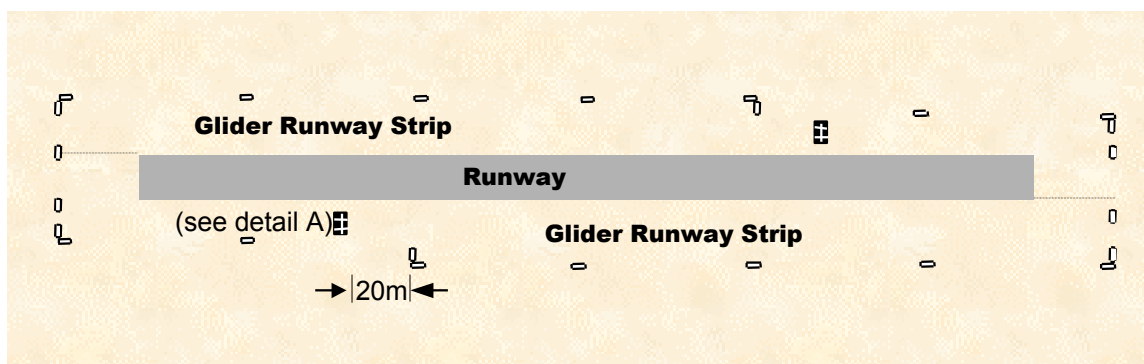 Glider Runway Strip
Runway
(see detail A)
Glider Runway Strip
20m